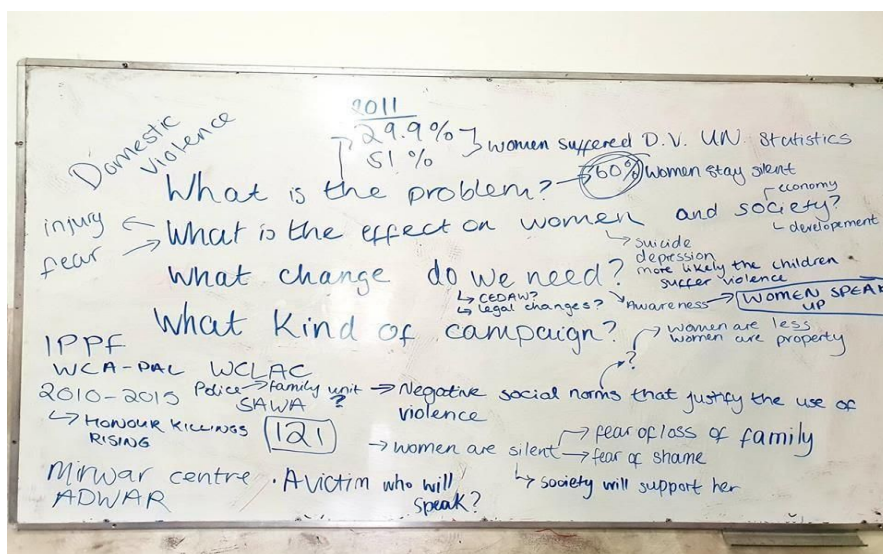 Domestic
Violence
2011
29.9%
51%
women suffered D.V. UN. Statistics
What is the problem? → 60% women stay silent
injury
fear
What is the effect on women and society?
economy
developement
suicide
depression
more likely the children
suffer violence
What change do we need?
CEDAW?
legal changes?
Awareness → WOMEN SPEAK
UP
What Kind of campaign?
women are less
women are property
?
IPPF
WCA-PAL WCLAC
2010-2015 Police → family unit
SAWA ?
→ Negative social norms that justify the use of
violence
HONOUR KILLINGS
RISING
121
→ women are silent → fear of loss of family
→ fear of shame
society will support her
Mirwar centre
ADWAR
· A victim who will
speak?